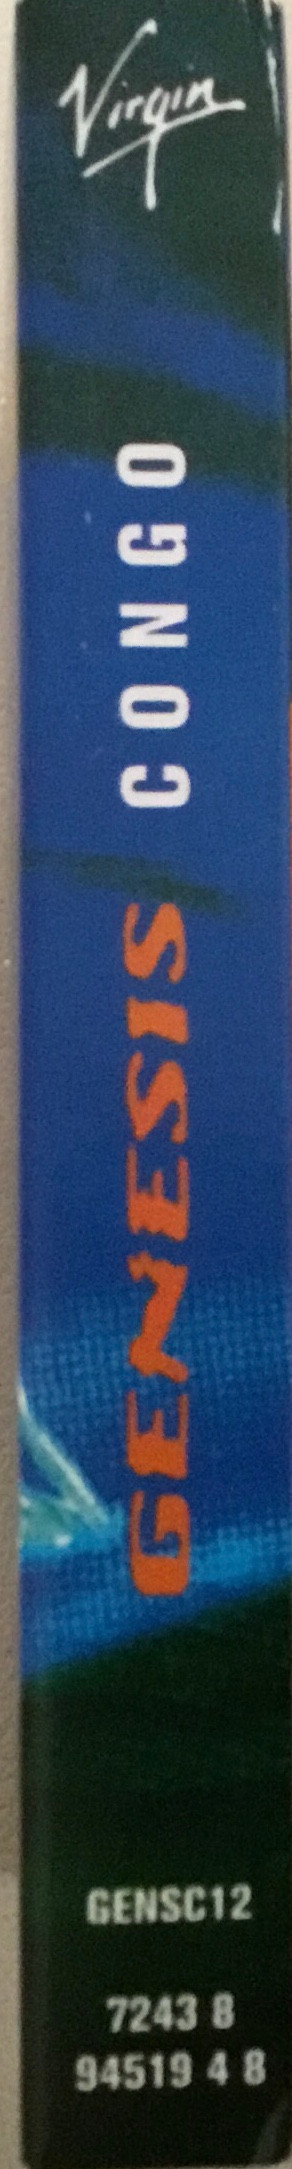 Virgin
GENESIS CONGO
GENSC12
7243 8
94519 4 8